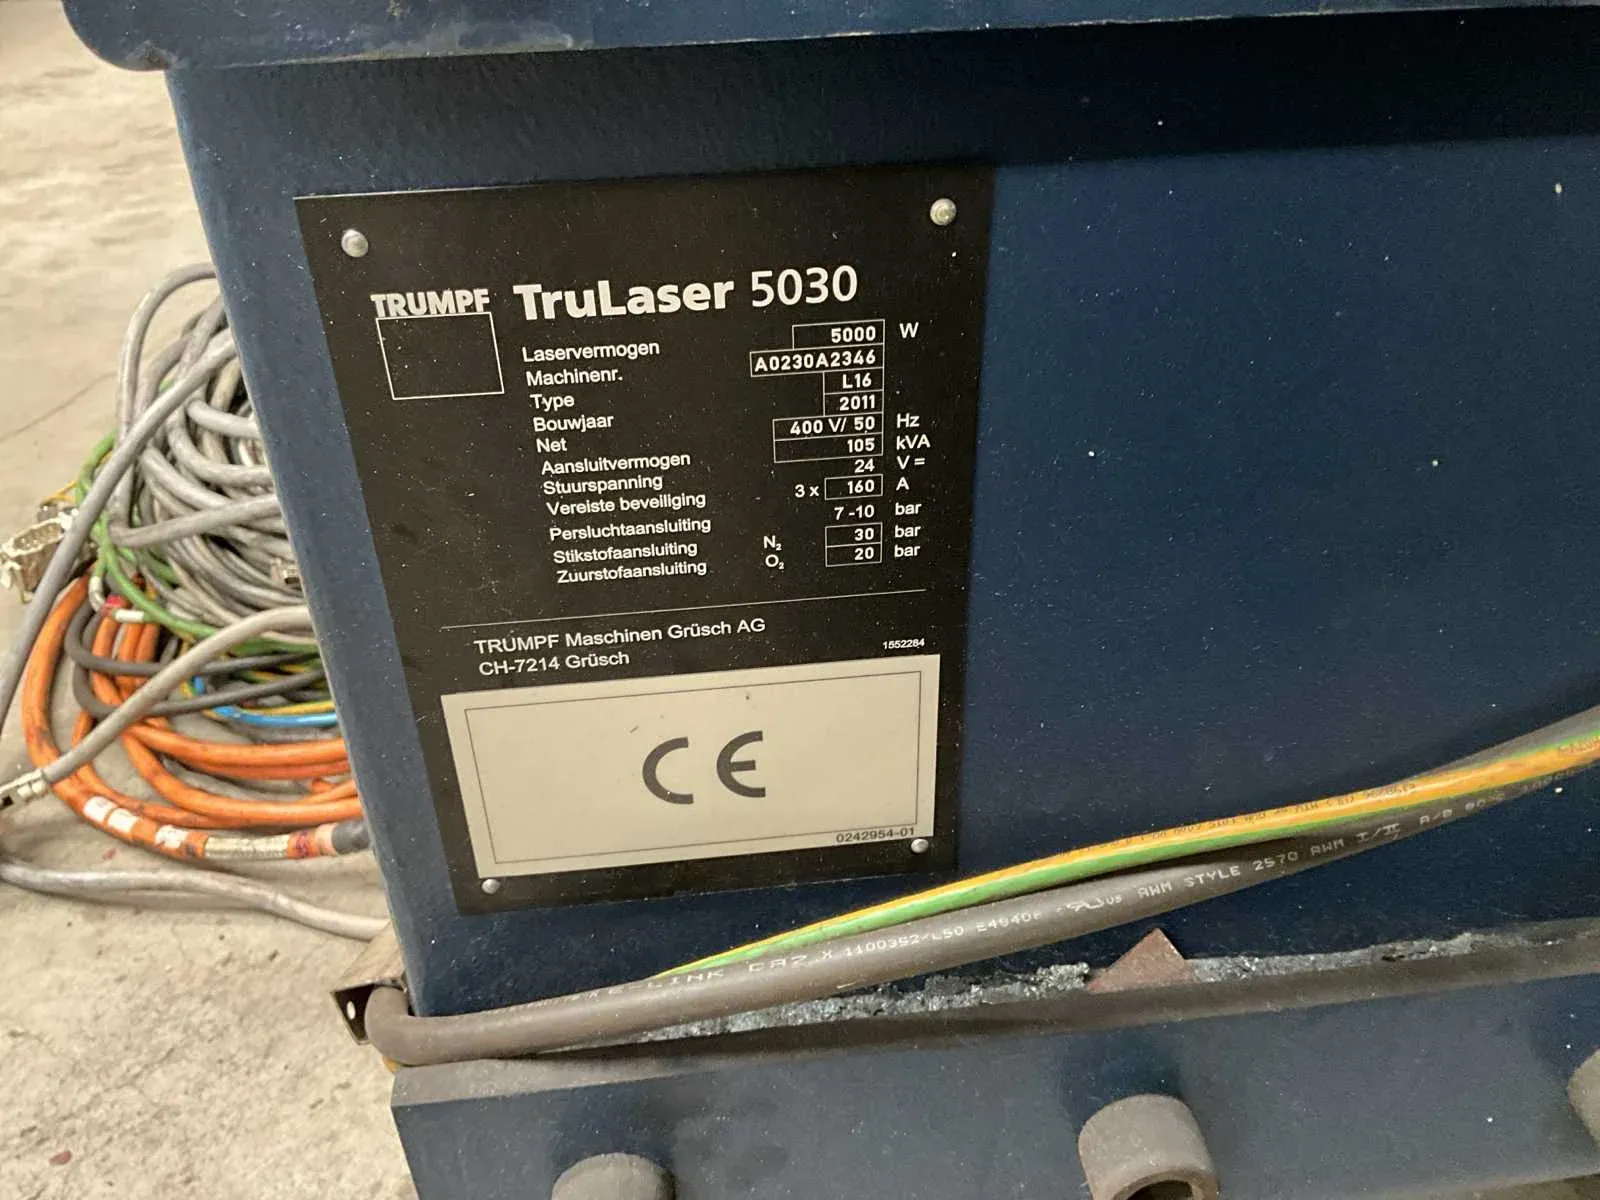 TRUMPF TruLaser 5030
Laservermogen 5000 W
Machinenr. A0230A2346
Type L16
Bouwjaar 2011
Net 400 V/ 50 Hz
Aansluitvermogen 105 kVA
Stuurspanning 24 V =
Vereiste beveiliging 3 x 160 A
Persluchtaansluiting 7 -10 bar
Stikstofaansluiting N₂ 30 bar
Zuurstofaansluiting O₂ 20 bar
TRUMPF Maschinen Grüsch AG
CH-7214 Grüsch
1552284
CE
0242954-01
AWM STYLE 2570 AWM I/II A/B